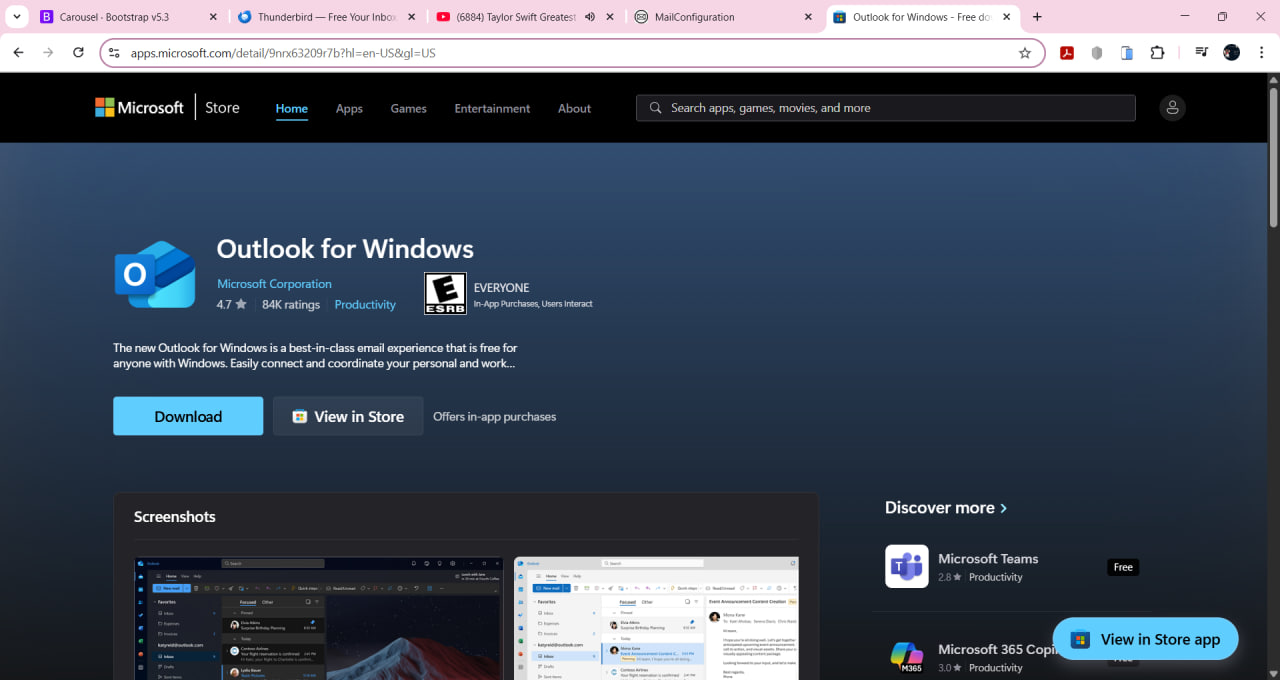 Carousel · Bootstrap v5.3
Thunderbird — Free Your Inbox.
(6884) Taylor Swift Greatest
MailConfiguration
Outlook for Windows - Free do
apps.microsoft.com/detail/9nrx63209r7b?hl=en-US&gl=US
Microsoft
Store
Home
Apps
Games
Entertainment
About
Search apps, games, movies, and more
Outlook for Windows
Microsoft Corporation
4.7 ★
84K ratings
Productivity
E
ESRB
EVERYONE
In-App Purchases, Users Interact
The new Outlook for Windows is a best-in-class email experience that is free for
anyone with Windows. Easily connect and coordinate your personal and work...
Download
View in Store
Offers in-app purchases
Screenshots
Discover more
Microsoft Teams
2.8 ★ Productivity
Free
M365
Microsoft 365 Copi
3.0 ★ Productivity
View in Store app